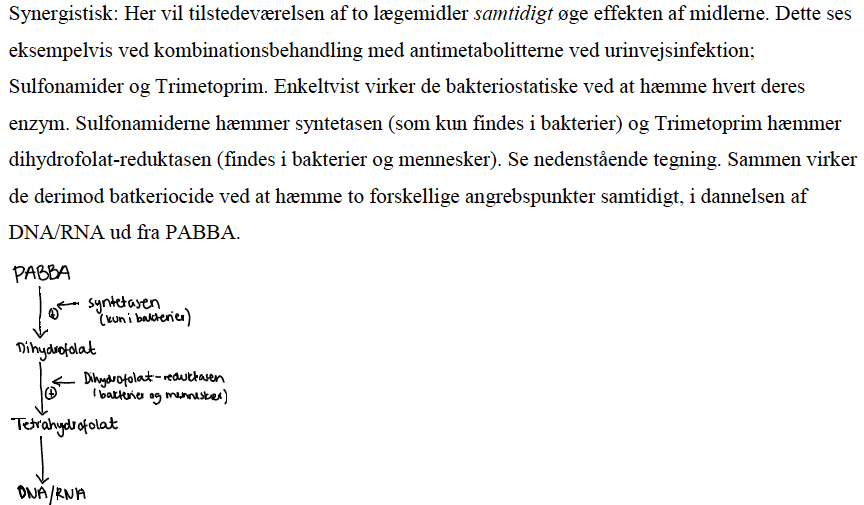 Synergistisk: Her vil tilstedeværelsen af to lægemidler samtidigt øge effekten af midlerne. Dette ses
eksempelvis ved kombinationsbehandling med antimetabolitterne ved urinvejsinfektion;
Sulfonamider og Trimetoprim. Enkeltvist virker de bakteriostatiske ved at hæmme hvert deres
enzym. Sulfonamiderne hæmmer syntetasen (som kun findes i bakterier) og Trimetoprim hæmmer
dihydrofolat-reduktasen (findes i bakterier og mennesker). Se nedenstående tegning. Sammen virker
de derimod batkeriocide ved at hæmme to forskellige angrebspunkter samtidigt, i dannelsen af
DNA/RNA ud fra PABBA.
PABBA
+ syntetasen
(kun i bakterier)
Dihydrofolat
+ Dihydrofolat-reduktasen
(bakterier og mennesker)
Tetrahydrofolat
DNA/RNA